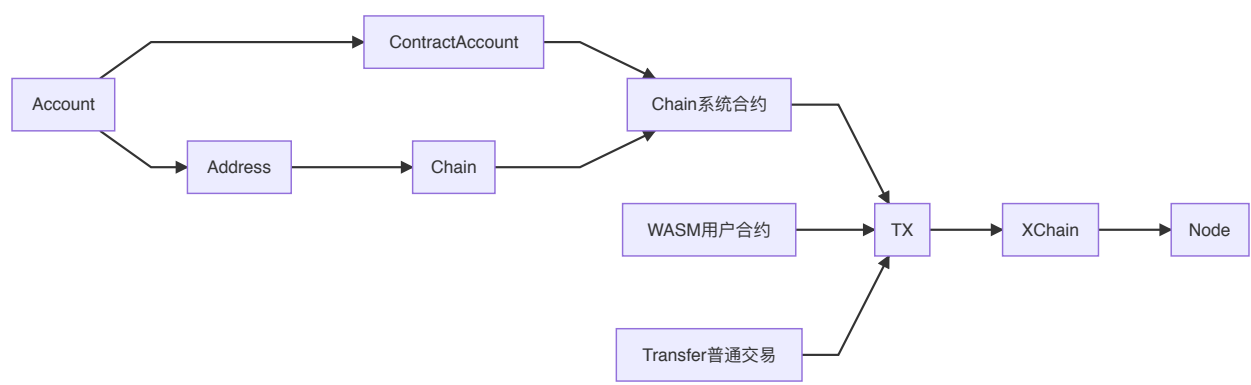 ContractAccount
Account
Chain系统合约
Address
Chain
WASM用户合约
TX
XChain
Node
Transfer普通交易